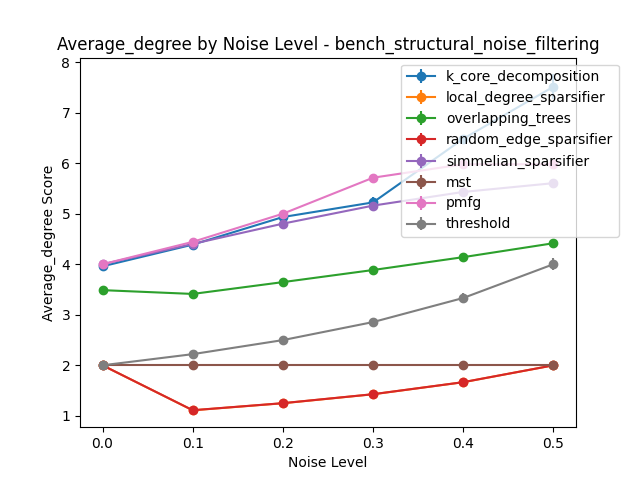 Average_degree by Noise Level - bench_structural_noise_filtering
8
7
6
5
4
3
2
1
Average_degree Score
k_core_decomposition
local_degree_sparsifier
overlapping_trees
random_edge_sparsifier
simmelian_sparsifier
mst
pmfg
threshold
0.0 0.1 0.2 0.3 0.4 0.5
Noise Level